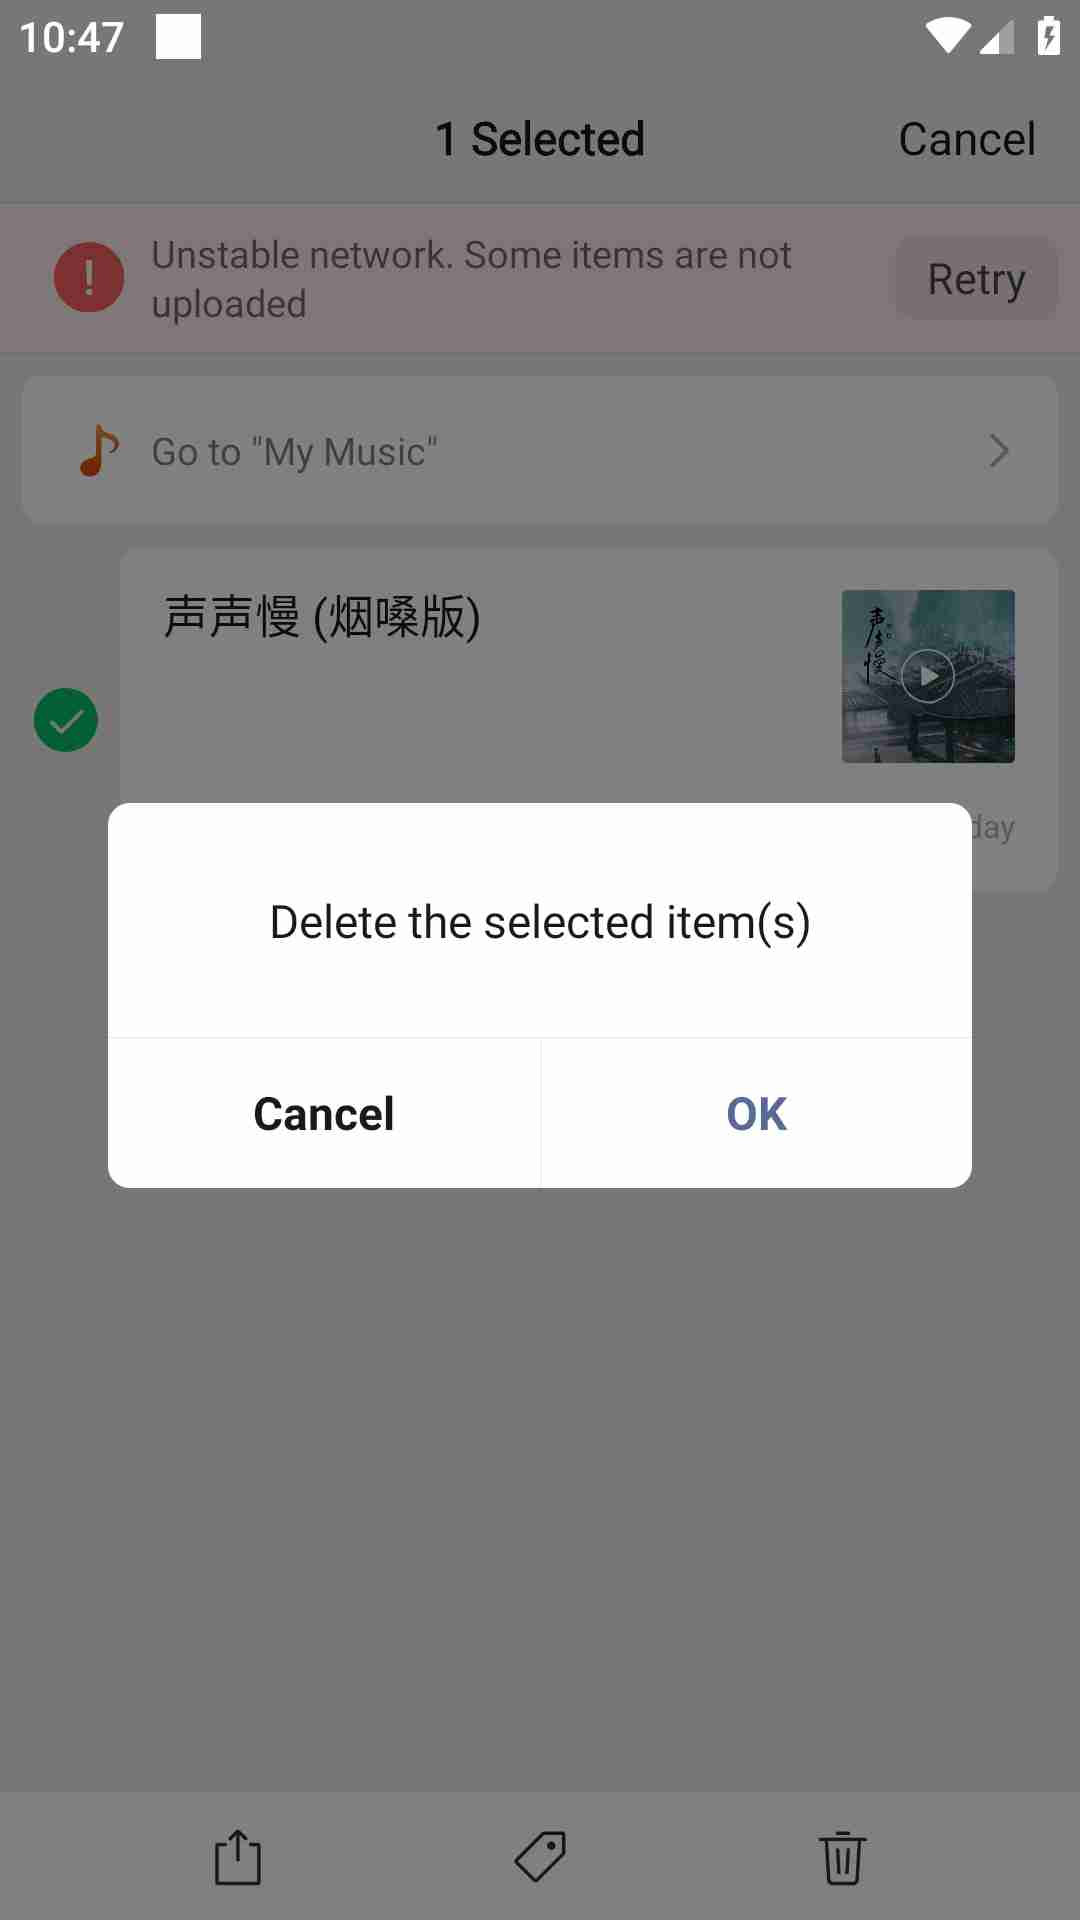 10:47
1 Selected
Cancel
Unstable network. Some items are not
uploaded
Retry
Go to "My Music"
声声慢 (烟嗓版)
声声慢
day
Delete the selected item(s)
Cancel
OK